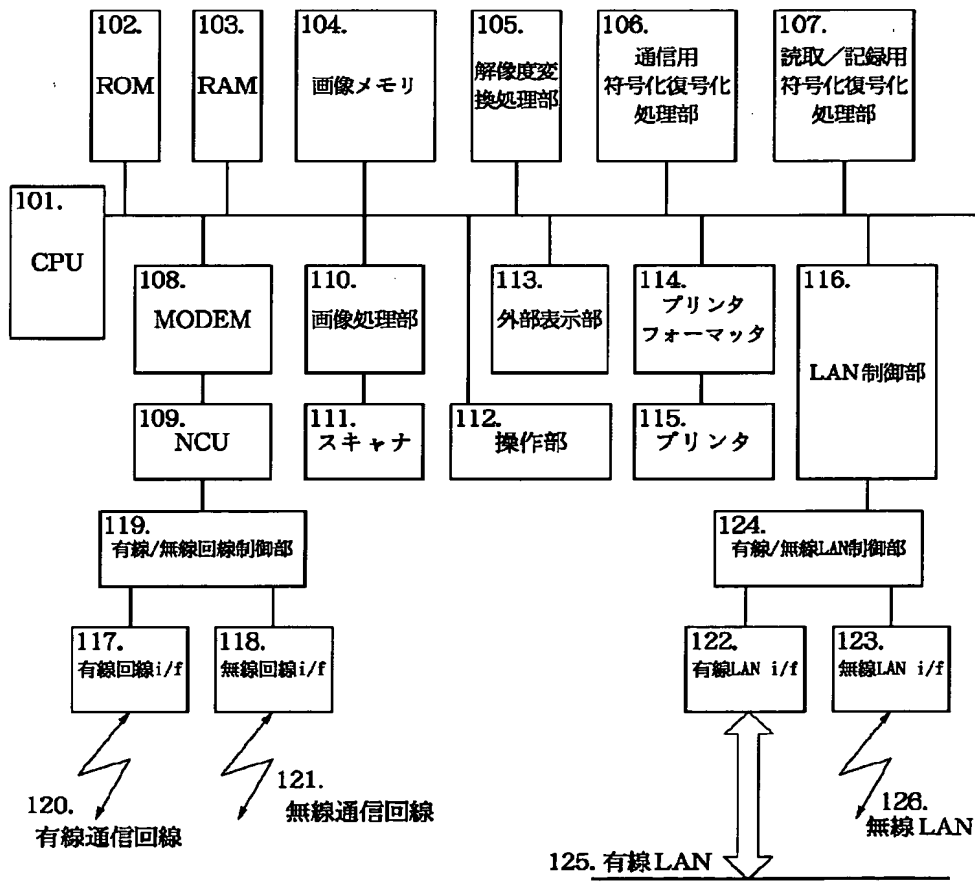 102.
ROM
103.
RAM
104.
画像メモリ
105.
解像度変
換処理部
106.
通信用
符号化復号化
処理部
107.
読取／記録用
符号化復号化
処理部
101.
CPU
108.
MODEM
110.
画像処理部
113.
外部表示部
114.
プリンタ
フォーマッタ
116.
LAN制御部
109.
NCU
111.
スキャナ
112.
操作部
115.
プリンタ
119.
有線/無線回線制御部
124.
有線/無線LAN制御部
117.
有線回線i/f
118.
無線回線i/f
122.
有線LAN i/f
123.
無線LAN i/f
120.
有線通信回線
121.
無線通信回線
126.
無線LAN
125. 有線LAN